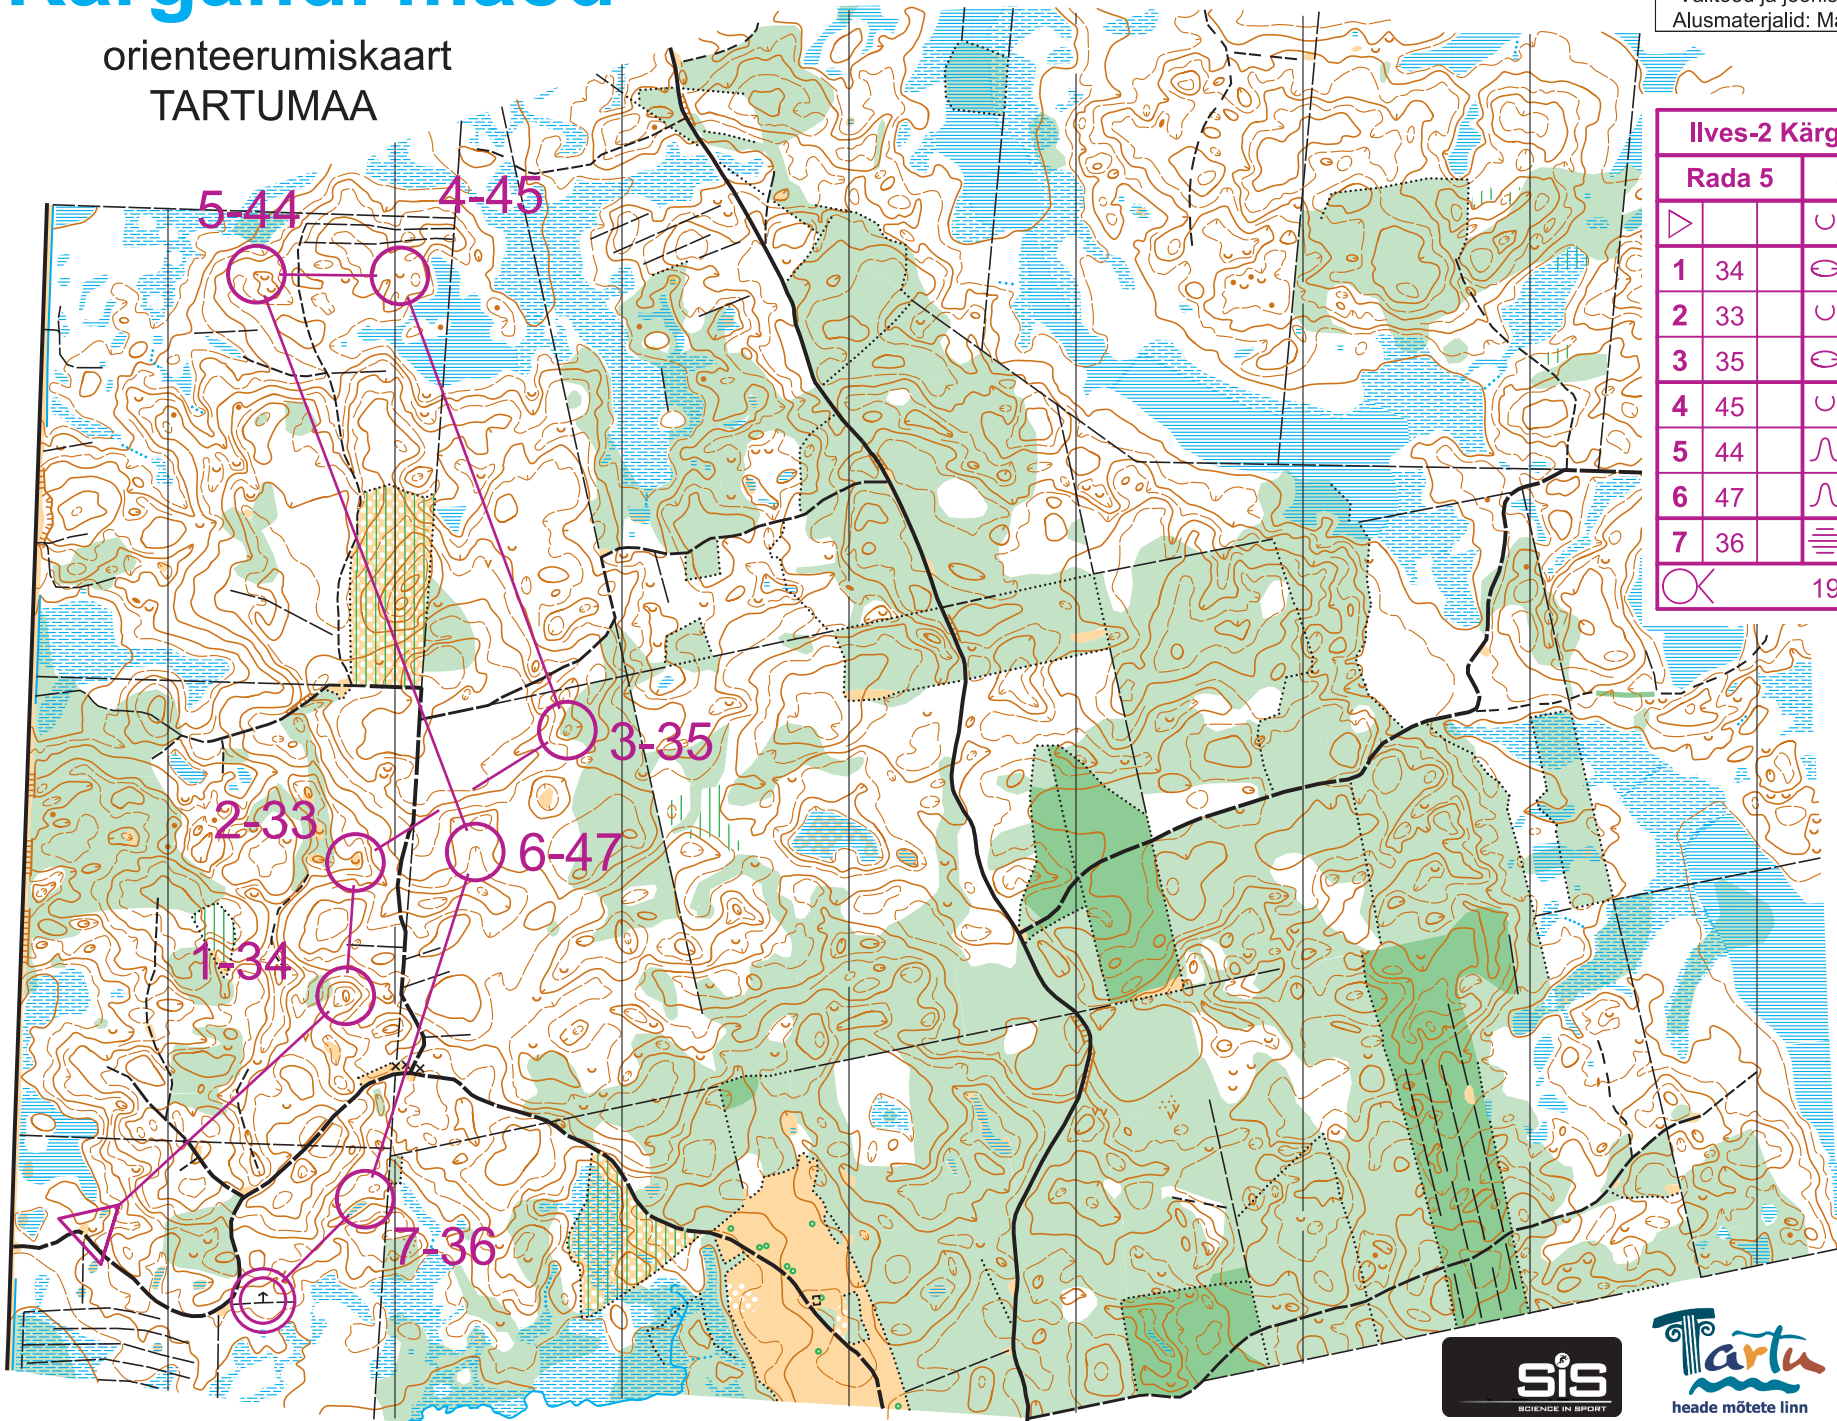 orienteerumiskaart
TARTUMAA
Alusmaterjalid: Ma
Ilves-2 Kärg
Rada 5
1 34
2 33
3 35
4 45
5 44
6 47
7 36
19
5-44
4-45
3-35
2-33
6-47
1-34
7-36
SiS
SCIENCE IN SPORT
Tartu
heade mõtete linn